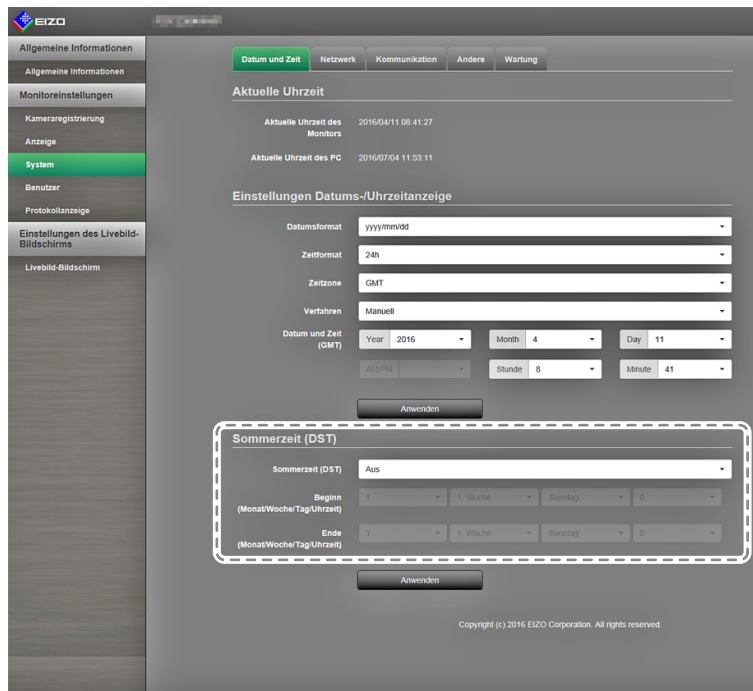 EIZO
Allgemeine Informationen
Allgemeine Informationen
Monitoreinstellungen
Kameraregistrierung
Anzeige
System
Benutzer
Protokollanzeige
Einstellungen des Livebild-
Bildschirms
Livebild-Bildschirm
Datum und Zeit Netzwerk Kommunikation Andere Wartung
Aktuelle Uhrzeit
Aktuelle Uhrzeit des 2016/04/11 08:41:27
Monitors
Aktuelle Uhrzeit des PC 2016/07/04 11:53:11
Einstellungen Datums-/Uhrzeitanzeige
Datumsformat yyyy/mm/dd
Zeitformat 24h
Zeitzone GMT
Verfahren Manuell
Datum und Zeit
(GMT) Year 2016 Month 4 Day 11
AM/PM Stunde 8 Minute 41
Anwenden
Sommerzeit (DST)
Sommerzeit (DST) Aus
Beginn 1 1. Woche Sonntag 0
(Monat/Woche/Tag/Uhrzeit)
Ende 1 1. Woche Sonntag 0
(Monat/Woche/Tag/Uhrzeit)
Anwenden
Copyright (c) 2016 EIZO Corporation. All rights reserved.